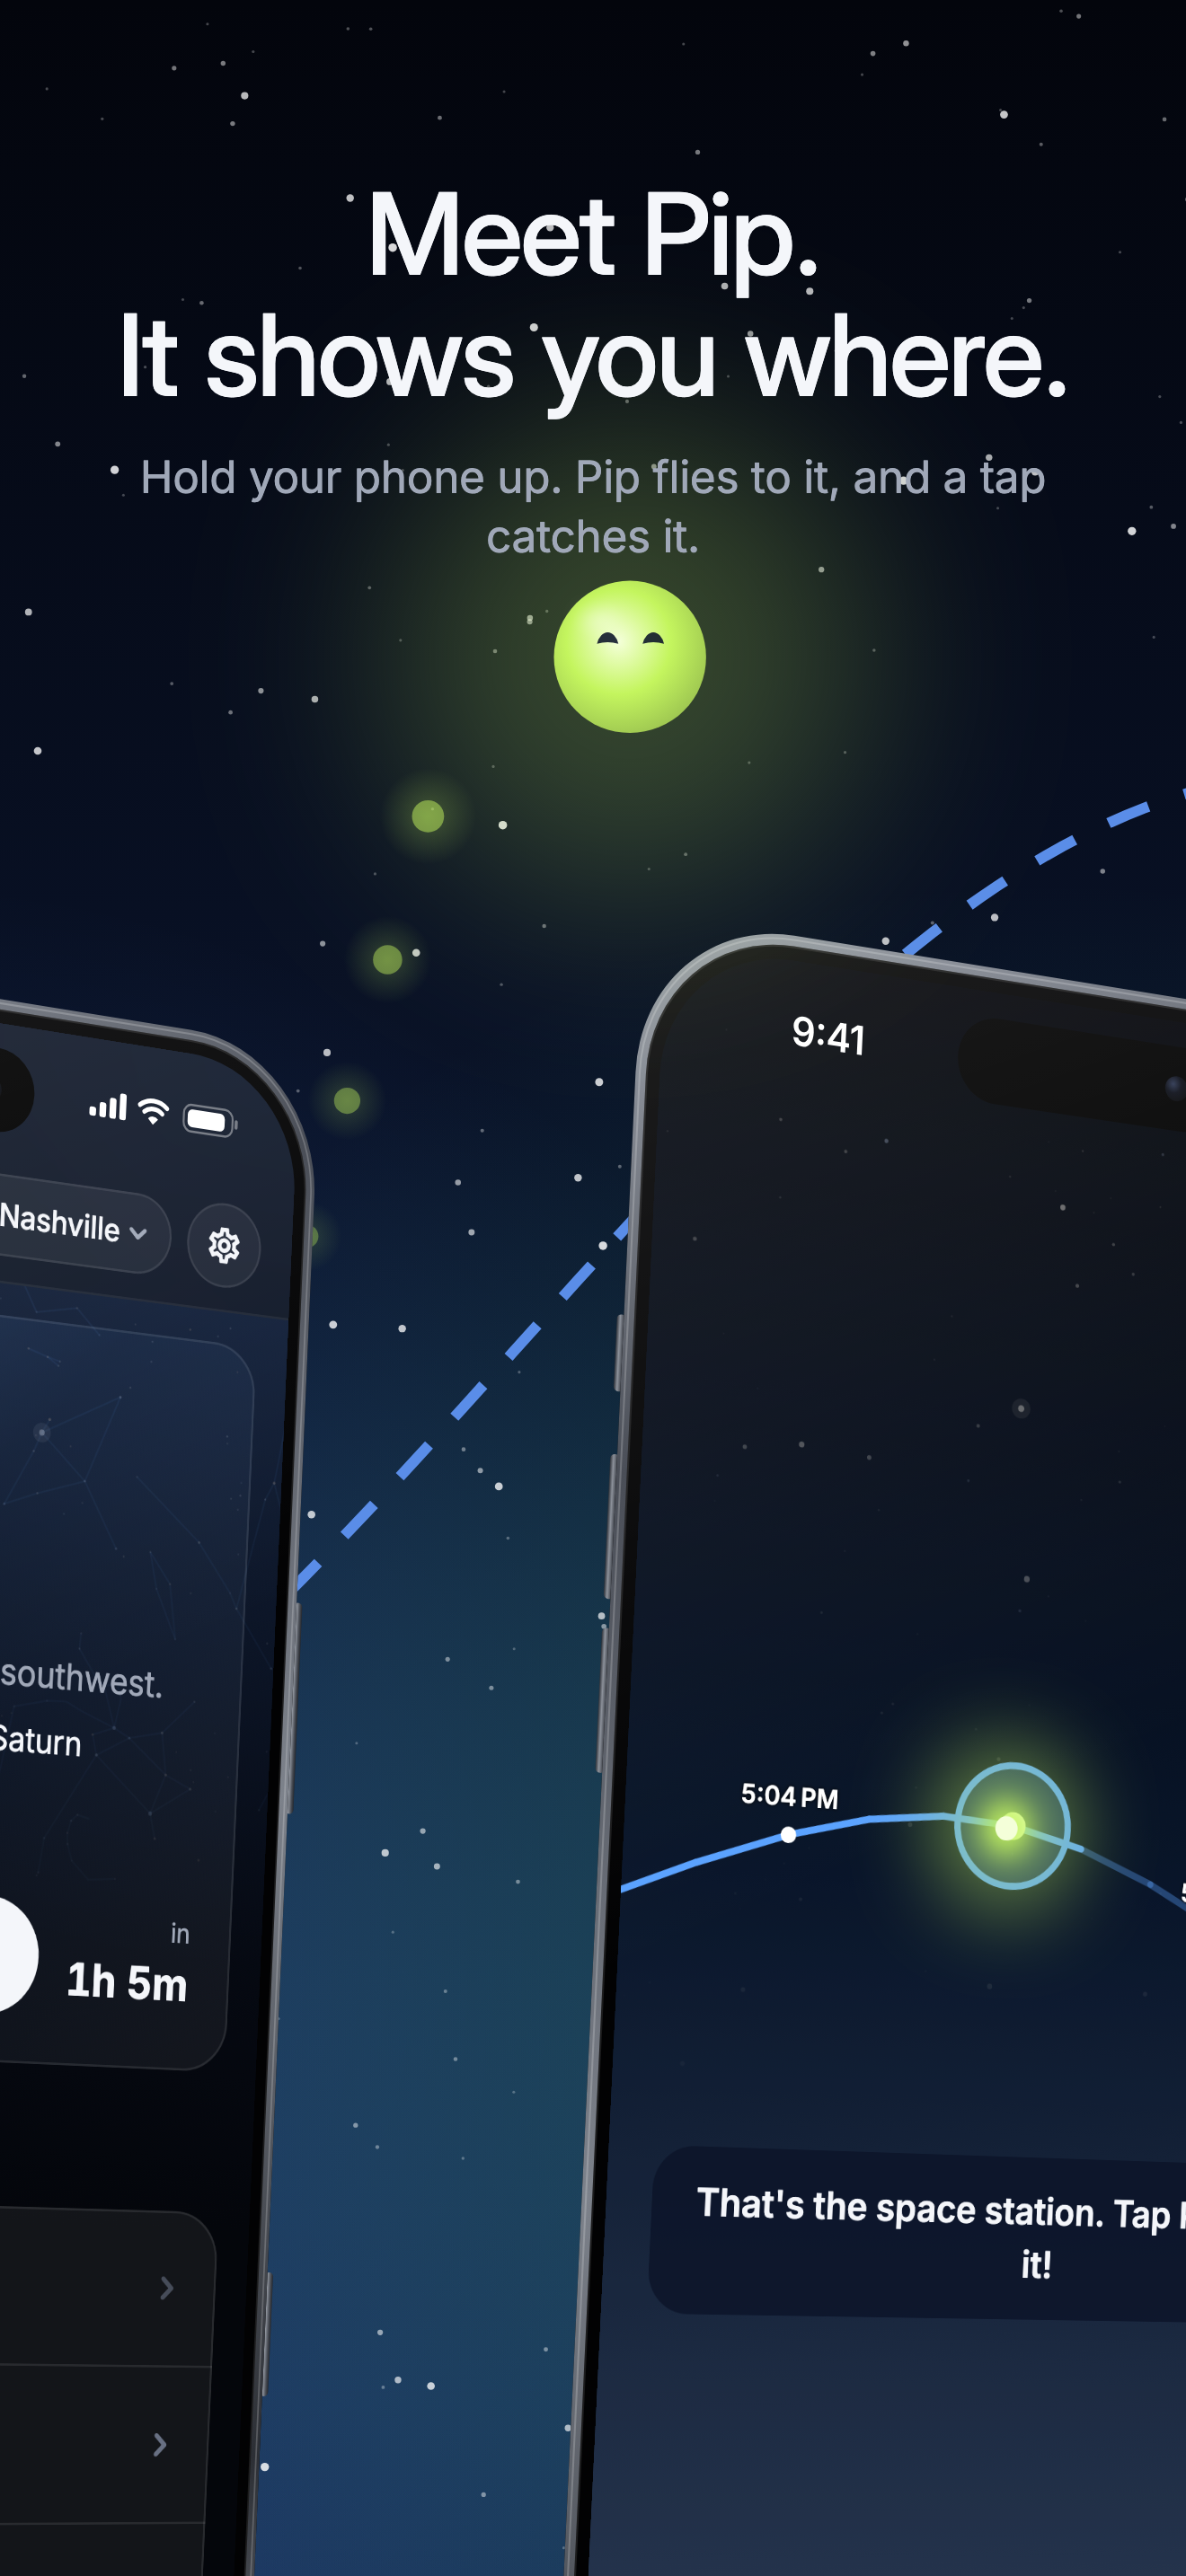 Meet Pip.
It shows you where.
Hold your phone up. Pip flies to it, and a tap
catches it.
9:41
Nashville
southwest.
Saturn
5:04 PM
in
1h 5m
That's the space station. Tap
it!